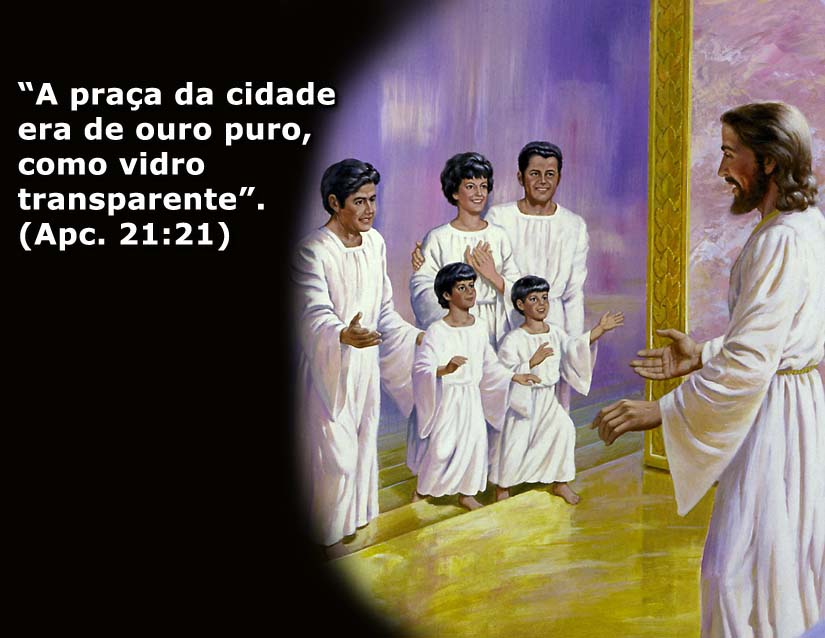 “A praça da cidade
era de ouro puro,
como vidro
transparente”.
(Apc. 21:21)